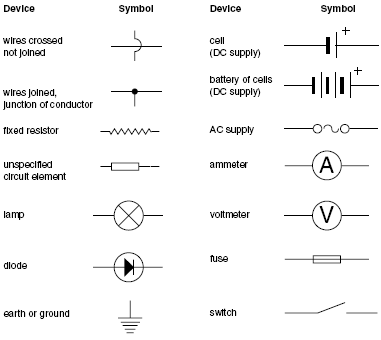 Device Symbol Device Symbol
wires crossed
not joined
cell
(DC supply)
+
wires joined,
junction of conductor
battery of cells
(DC supply)
+
fixed resistor
AC supply
unspecified
circuit element
ammeter
A
lamp
voltmeter
V
diode
fuse
earth or ground
switch